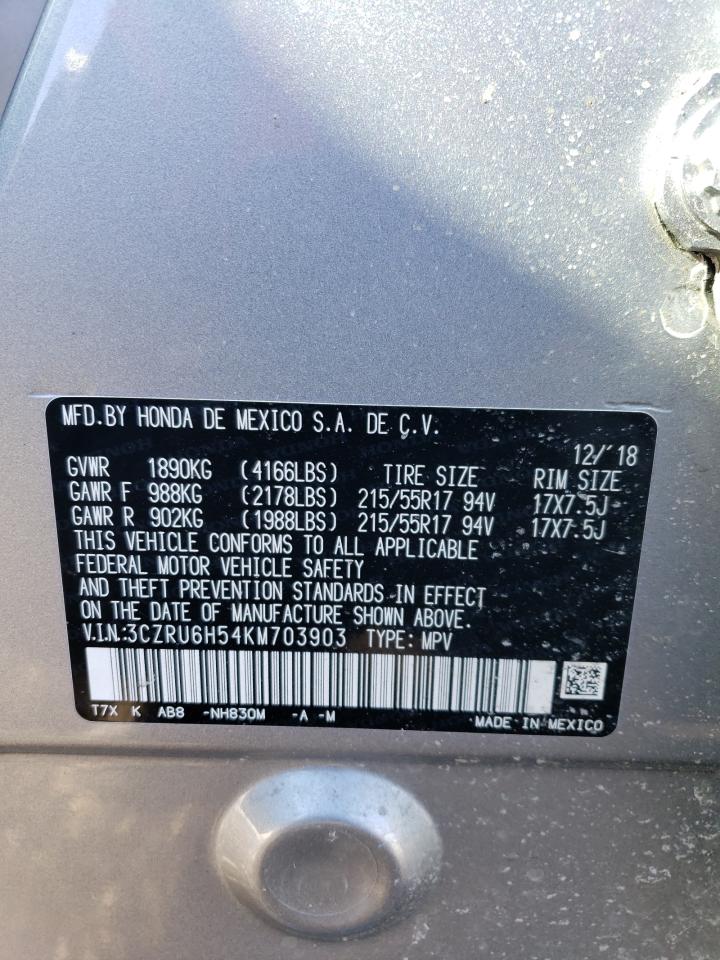 MFD.BY HONDA DE MEXICO S.A. DE C.V.
12/'18
GVWR 1890KG (4166LBS) TIRE SIZE RIM SIZE
GAWR F 988KG (2178LBS) 215/55R17 94V 17X7.5J
GAWR R 902KG (1988LBS) 215/55R17 94V 17X7.5J
THIS VEHICLE CONFORMS TO ALL APPLICABLE
FEDERAL MOTOR VEHICLE SAFETY
AND THEFT PREVENTION STANDARDS IN EFFECT
ON THE DATE OF MANUFACTURE SHOWN ABOVE.
V.I.N.:3CZRU6H54KM703903 TYPE: MPV
T7X K AB8 -NH830M -A -M MADE IN MEXICO